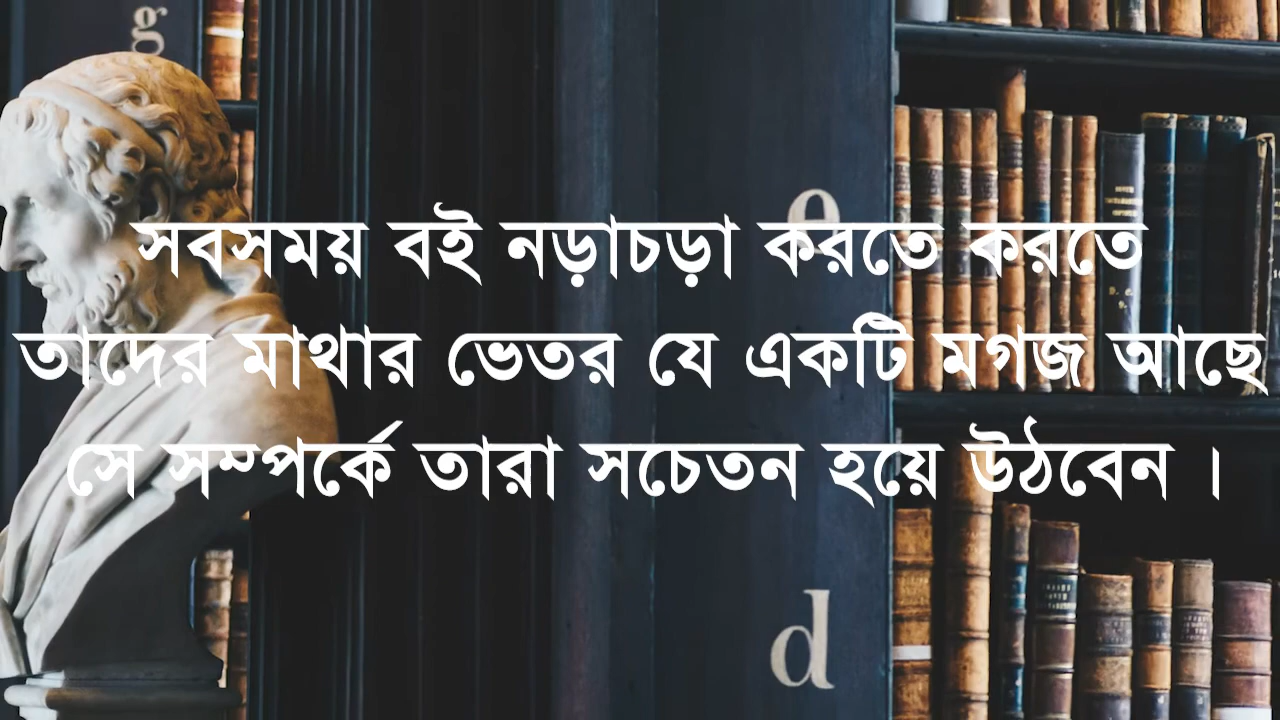 g
e
সবসময় বই নড়াচড়া করতে করতে
তাদের মাথার ভেতর যে একটি মগজ আছে
সে সম্পর্কে তারা সচেতন হয়ে উঠবেন ।
d